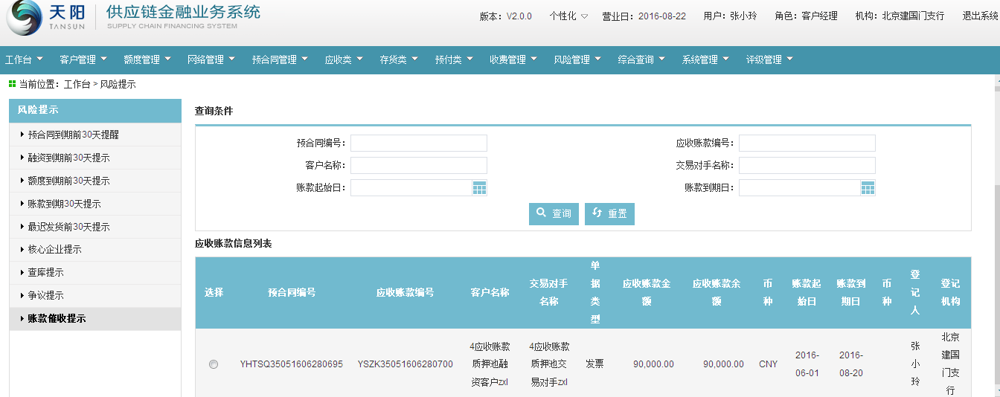 天阳
TANSUN
供应链金融业务系统
SUPPLY CHAIN FINANCING SYSTEM
版本：V2.0.0 个性化 营业日：2016-08-22 用户：张小玲 角色：客户经理 机构：北京建国门支行 退出系统
工作台 客户管理 额度管理 网络管理 预合同管理 应收类 存货类 预付类 收费管理 风险管理 综合查询 系统管理 评级管理
当前位置：工作台 > 风险提示
风险提示
预合同到期前30天提醒
融资到期前30天提示
额度到期前30天提示
账款到期30天提示
最迟发货前30天提示
核心企业提示
查库提示
争议提示
账款催收提示
查询条件
预合同编号： 应收账款编号：
客户名称： 交易对手名称：
账款起始日： 账款到期日：
查询 重置
应收账款信息列表
选择 预合同编号 应收账款编号 客户名称 交易对手名称 单据类型 应收账款金额 应收账款余额 币种 账款起始日 账款到期日 币种 登记人 登记机构
YHTSQ35051606280695 YSZK35051606280700 4应收账款质押池融资客户zxl 4应收账款质押池交易对手zxl 发票 90,000.00 90,000.00 CNY 2016-06-01 2016-08-20 张小玲 北京建国门支行